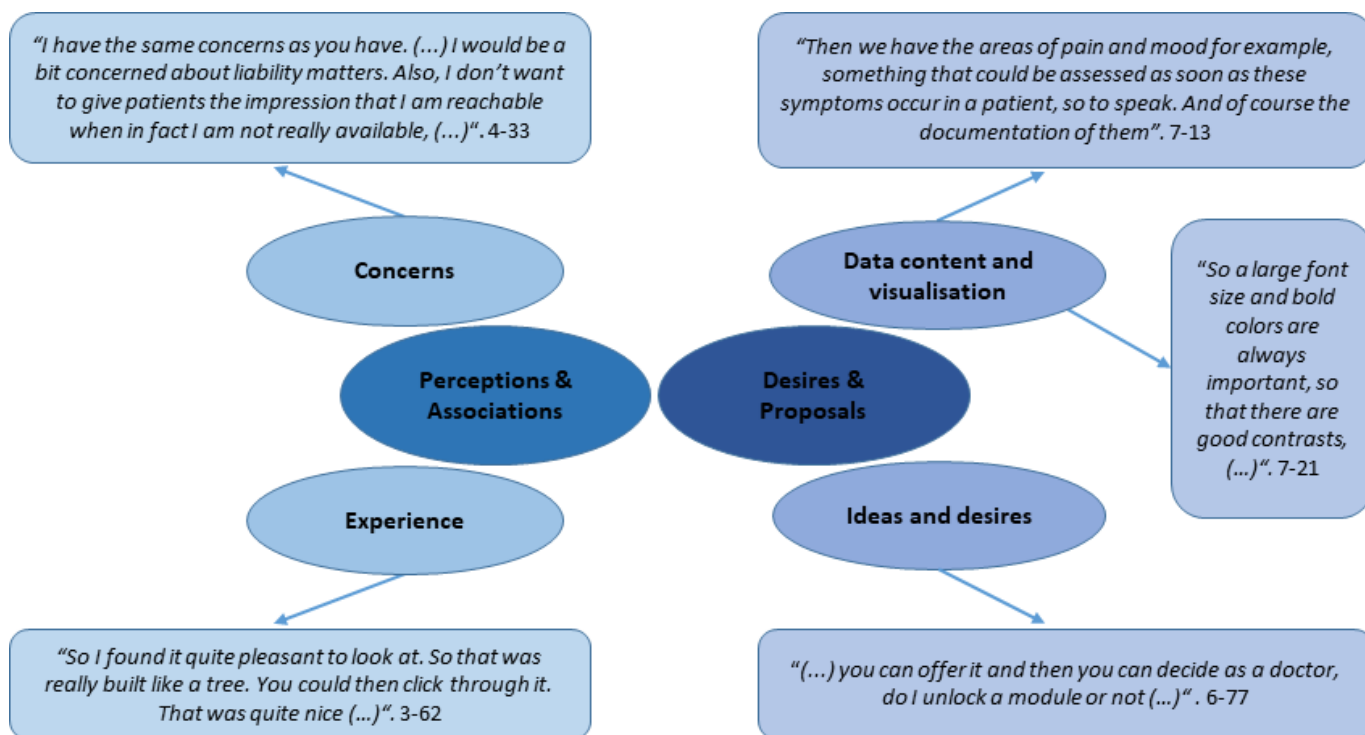 “I have the same concerns as you have. (...) I would be a
bit concerned about liability matters. Also, I don’t want
to give patients the impression that I am reachable
when in fact I am not really available, (...)“. 4-33
“Then we have the areas of pain and mood for example,
something that could be assessed as soon as these
symptoms occur in a patient, so to speak. And of course the
documentation of them”. 7-13
Concerns
Data content and
visualisation
“So a large font
size and bold
colors are
always
important, so
that there are
good contrasts,
(...)“. 7-21
Perceptions &
Associations
Desires &
Proposals
Experience
Ideas and desires
“So I found it quite pleasant to look at. So that was
really built like a tree. You could then click through it.
That was quite nice (...)“. 3-62
“(...) you can offer it and then you can decide as a doctor,
do I unlock a module or not (...)“ . 6-77